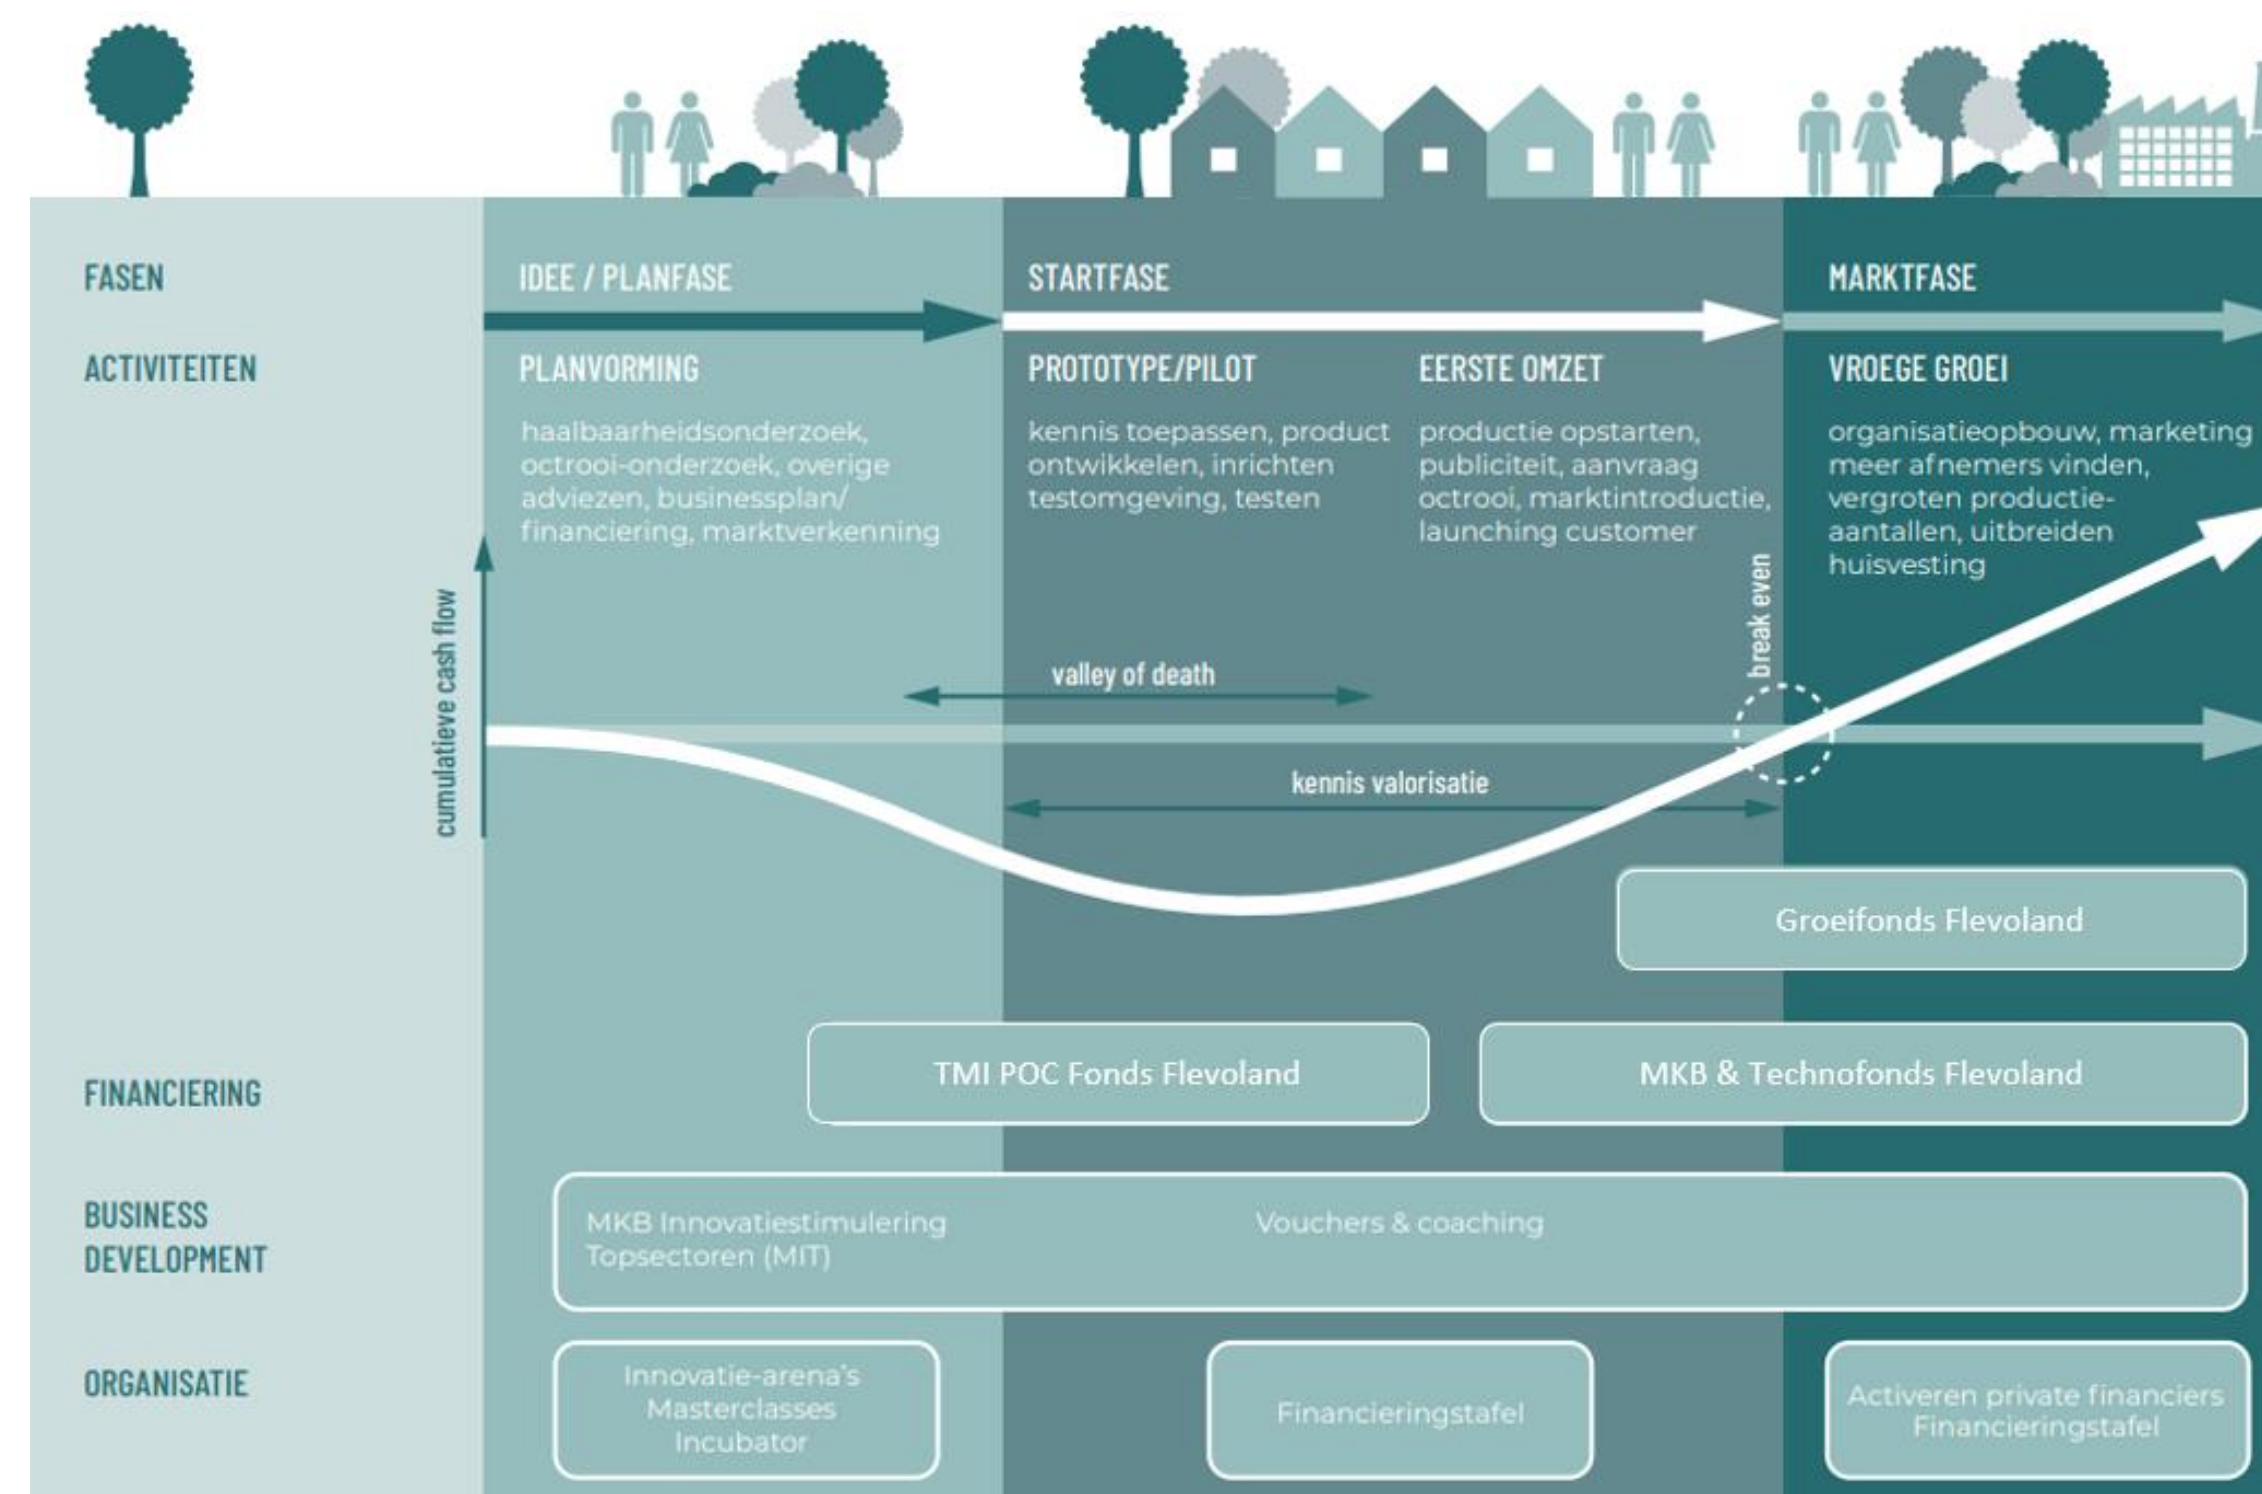 FASEN
IDEE / PLANFASE
STARTFASE
MARKTFASE
ACTIVITEITEN
PLANVORMING
haalbaarheidsonderzoek,
octrooi-onderzoek, overige
adviezen, businessplan/
financiering, marktverkenning
PROTOTYPE/PILOT
kennis toepassen, product
ontwikkelen, inrichten
testomgeving, testen
EERSTE OMZET
productie opstarten,
publiciteit, aanvraag
octrooi, marktintroductie,
launching customer
VROEGE GROEI
organisatieopbouw, marketing
meer afnemers vinden,
vergroten productie-
aantallen, uitbreiden
huisvesting
cumulatieve cash flow
valley of death
break even
kennis valorisatie
Groeifonds Flevoland
FINANCIERING
TMI POC Fonds Flevoland
MKB & Technofonds Flevoland
BUSINESS
DEVELOPMENT
MKB Innovatiestimulering
Topsectoren (MIT)
Vouchers & coaching
ORGANISATIE
Innovatie-arena's
Masterclasses
Incubator
Financieringstafel
Activeren private financiers
Financieringstafel